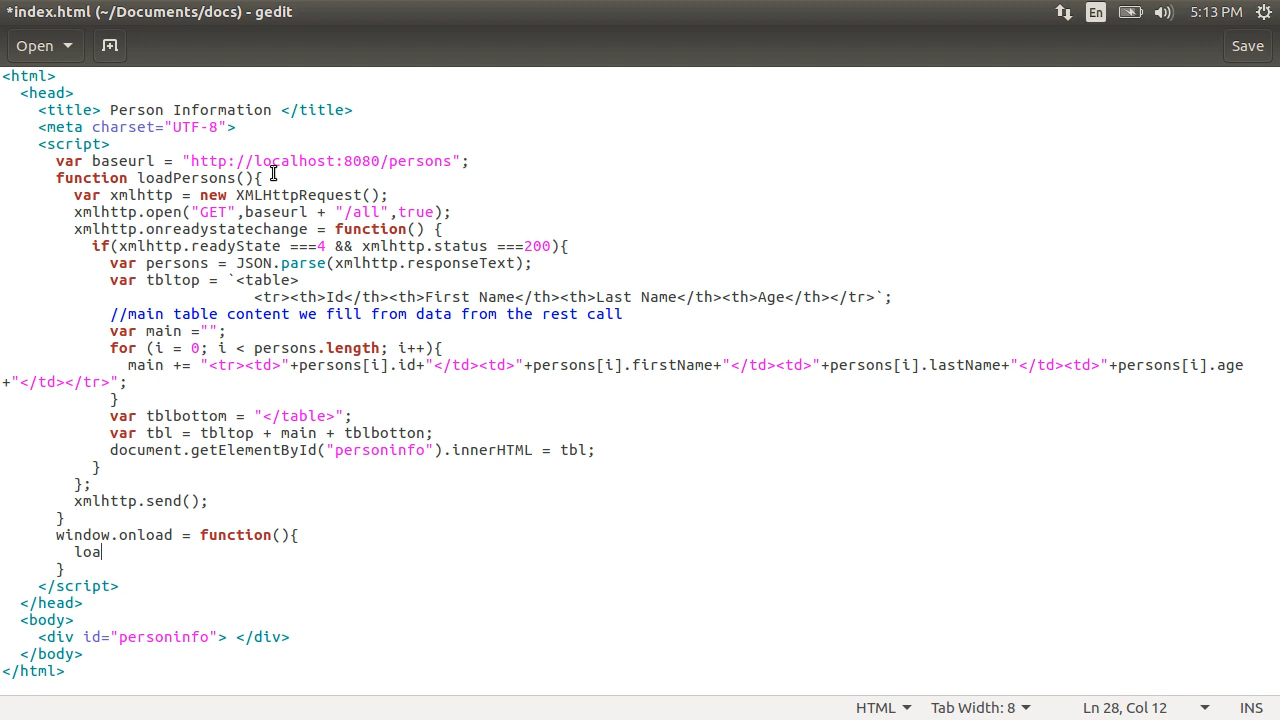 *index.html (~/Documents/docs) - gedit
En
5:13 PM
Open
Save
<html>
  <head>
    <title> Person Information </title>
    <meta charset="UTF-8">
    <script>
      var baseurl = "http://localhost:8080/persons";
      function loadPersons(){
        var xmlhttp = new XMLHttpRequest();
        xmlhttp.open("GET",baseurl + "/all",true);
        xmlhttp.onreadystatechange = function() {
          if(xmlhttp.readyState ===4 && xmlhttp.status ===200){
            var persons = JSON.parse(xmlhttp.responseText);
            var tbltop = `<table>
                            <tr><th>Id</th><th>First Name</th><th>Last Name</th><th>Age</th></tr>`;
            //main table content we fill from data from the rest call
            var main ="";
            for (i = 0; i < persons.length; i++){
              main += "<tr><td>"+persons[i].id+"</td><td>"+persons[i].firstName+"</td><td>"+persons[i].lastName+"</td><td>"+persons[i].age
+"</td></tr>";
            }
            var tblbottom = "</table>";
            var tbl = tbltop + main + tblbotton;
            document.getElementById("personinfo").innerHTML = tbl;
          }
        };
        xmlhttp.send();
      }
      window.onload = function(){
        loa
      }
    </script>
  </head>
  <body>
    <div id="personinfo"> </div>
  </body>
</html>
HTML
Tab Width: 8
Ln 28, Col 12
INS